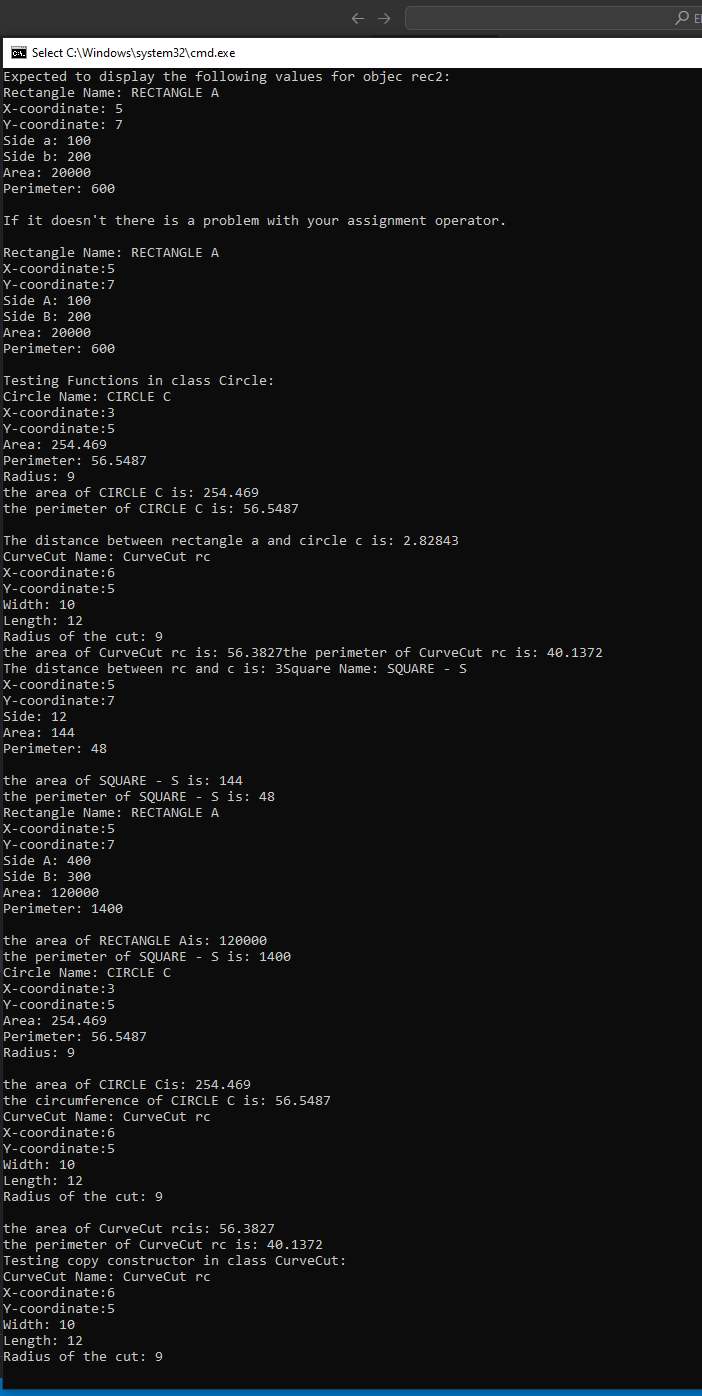 El
Select C:\Windows\system32\cmd.exe
Expected to display the following values for objec rec2:
Rectangle Name: RECTANGLE A
X-coordinate: 5
Y-coordinate: 7
Side a: 100
Side b: 200
Area: 20000
Perimeter: 600
If it doesn't there is a problem with your assignment operator.
Rectangle Name: RECTANGLE A
X-coordinate:5
Y-coordinate:7
Side A: 100
Side B: 200
Area: 20000
Perimeter: 600
Testing Functions in class Circle:
Circle Name: CIRCLE C
X-coordinate:3
Y-coordinate:5
Area: 254.469
Perimeter: 56.5487
Radius: 9
the area of CIRCLE C is: 254.469
the perimeter of CIRCLE C is: 56.5487
The distance between rectangle a and circle c is: 2.82843
CurveCut Name: CurveCut rc
X-coordinate:6
Y-coordinate:5
Width: 10
Length: 12
Radius of the cut: 9
the area of CurveCut rc is: 56.3827the perimeter of CurveCut rc is: 40.1372
The distance between rc and c is: 3Square Name: SQUARE - S
X-coordinate:5
Y-coordinate:7
Side: 12
Area: 144
Perimeter: 48
the area of SQUARE - S is: 144
the perimeter of SQUARE - S is: 48
Rectangle Name: RECTANGLE A
X-coordinate:5
Y-coordinate:7
Side A: 400
Side B: 300
Area: 120000
Perimeter: 1400
the area of RECTANGLE Ais: 120000
the perimeter of SQUARE - S is: 1400
Circle Name: CIRCLE C
X-coordinate:3
Y-coordinate:5
Area: 254.469
Perimeter: 56.5487
Radius: 9
the area of CIRCLE Cis: 254.469
the circumference of CIRCLE C is: 56.5487
CurveCut Name: CurveCut rc
X-coordinate:6
Y-coordinate:5
Width: 10
Length: 12
Radius of the cut: 9
the area of CurveCut rcis: 56.3827
the perimeter of CurveCut rc is: 40.1372
Testing copy constructor in class CurveCut:
CurveCut Name: CurveCut rc
X-coordinate:6
Y-coordinate:5
Width: 10
Length: 12
Radius of the cut: 9